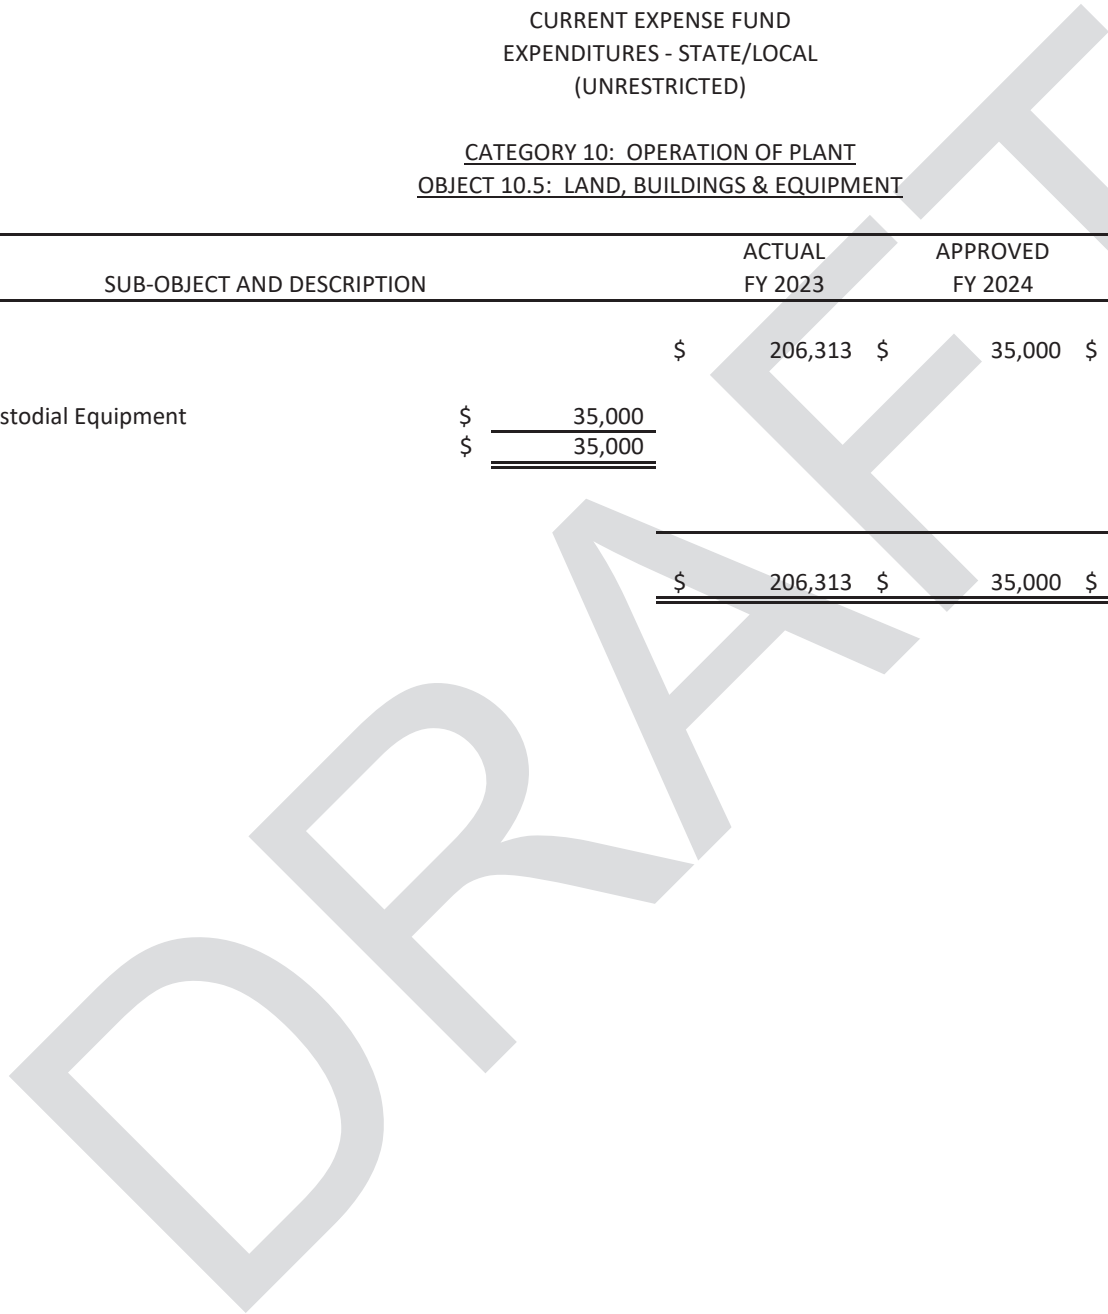 CURRENT EXPENSE FUND
EXPENDITURES - STATE/LOCAL
(UNRESTRICTED)
CATEGORY 10: OPERATION OF PLANT
OBJECT 10.5: LAND, BUILDINGS & EQUIPMENT
ACTUAL APPROVED
SUB-OBJECT AND DESCRIPTION FY 2023 FY 2024
$ 206,313 $ 35,000 $
stodial Equipment $ 35,000
$ 35,000
$ 206,313 $ 35,000 $
DRAFT